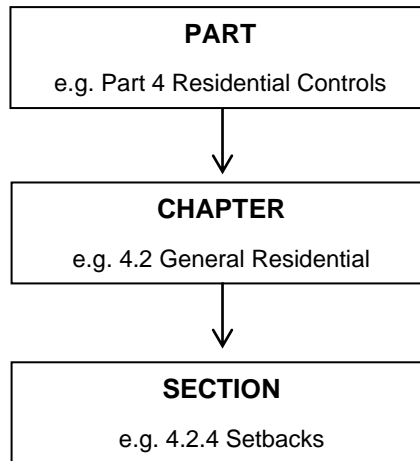 PART
e.g. Part 4 Residential Controls
CHAPTER
e.g. 4.2 General Residential
SECTION
e.g. 4.2.4 Setbacks